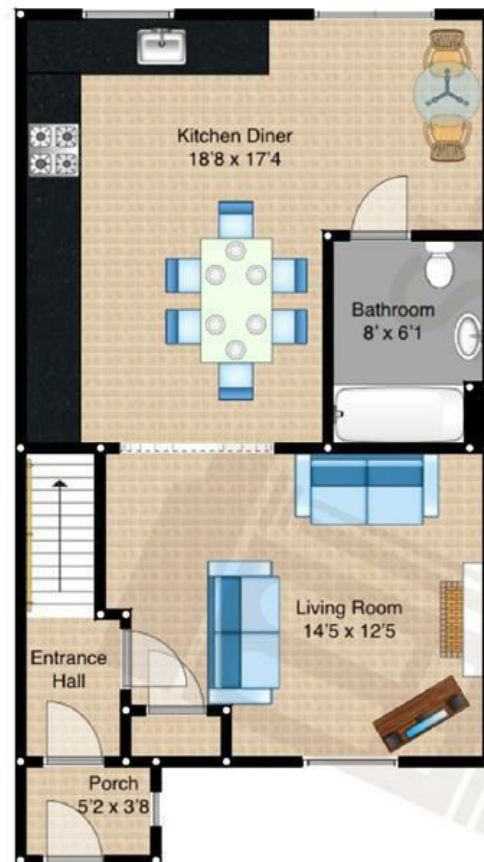 Kitchen Diner
18'8 x 17'4
Bathroom
8' x 6'1
Living Room
14'5 x 12'5
Entrance
Hall
Porch
5'2 x 3'8